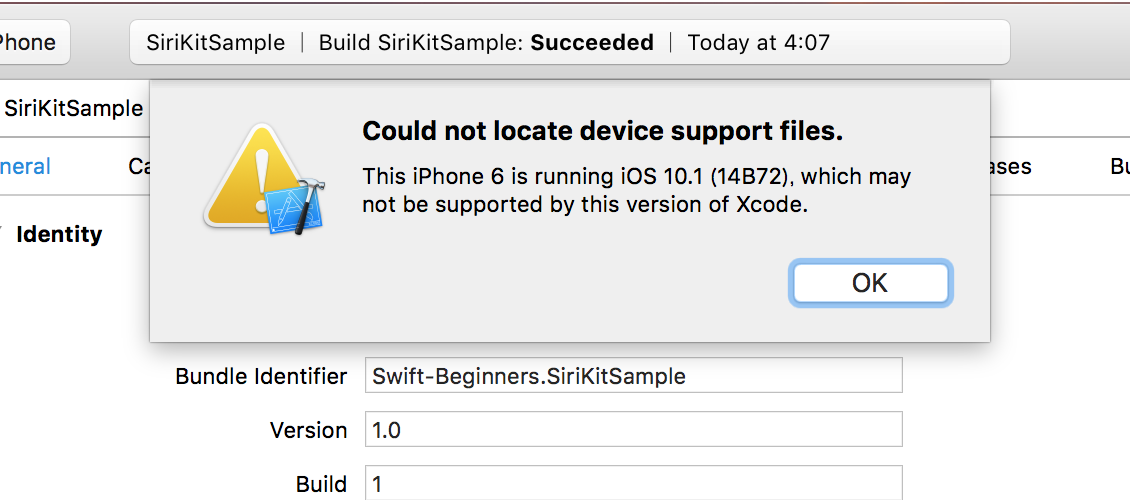 Phone
SiriKitSample | Build SiriKitSample: Succeeded | Today at 4:07
SiriKitSample
Could not locate device support files.
This iPhone 6 is running iOS 10.1 (14B72), which may
not be supported by this version of Xcode.
OK
neral
Ca
ases
Bu
Identity
Bundle Identifier
Swift-Beginners.SiriKitSample
Version
1.0
Build
1